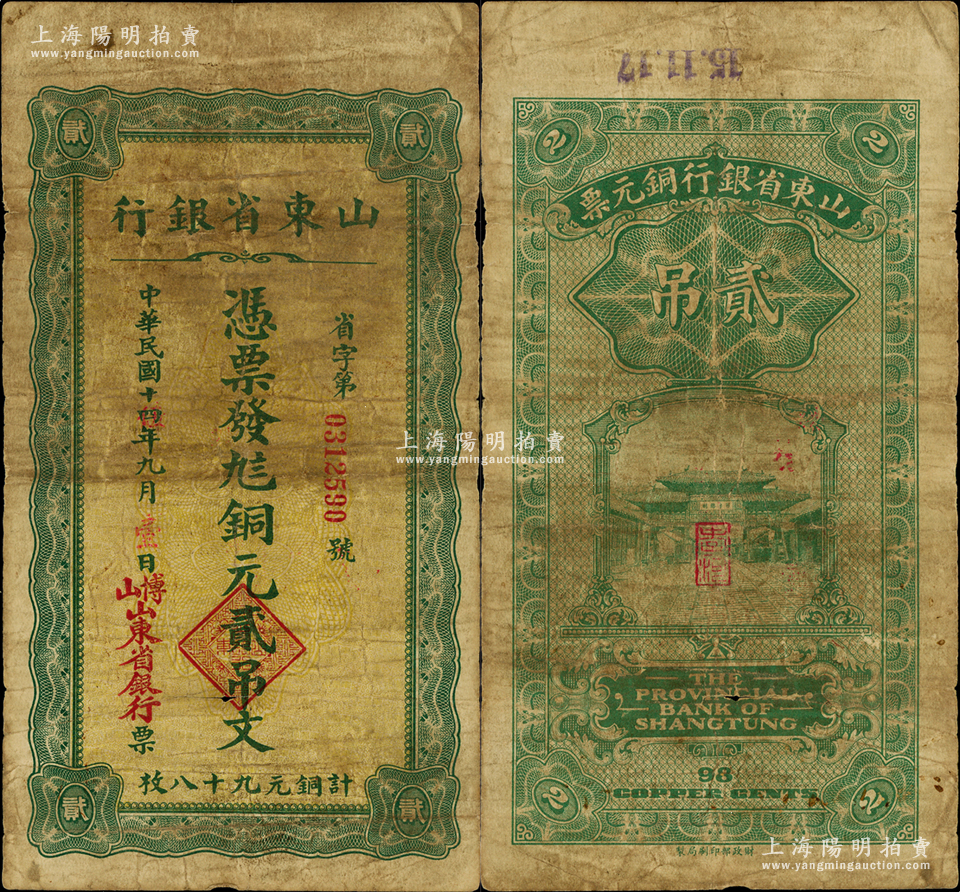 上海陽明拍賣
www.yangmingauction.com
貳
貳
山東省銀行
省字第 0312590 號
憑票發 銅元貳吊文
中華民國十四年九月壹日
博山
山東省銀行票
計銅元九十八枚
貳
貳
15.11.17
2
2
山東省銀行銅元票
貳吊
上海陽明拍賣
www.yangmingauction.com
THE
PROVINCIAL
BANK OF
SHANGTUNG
98
COPPER CENTS
2
2
財政部印刷局製
上海陽明拍賣
www.yangmingauction.com